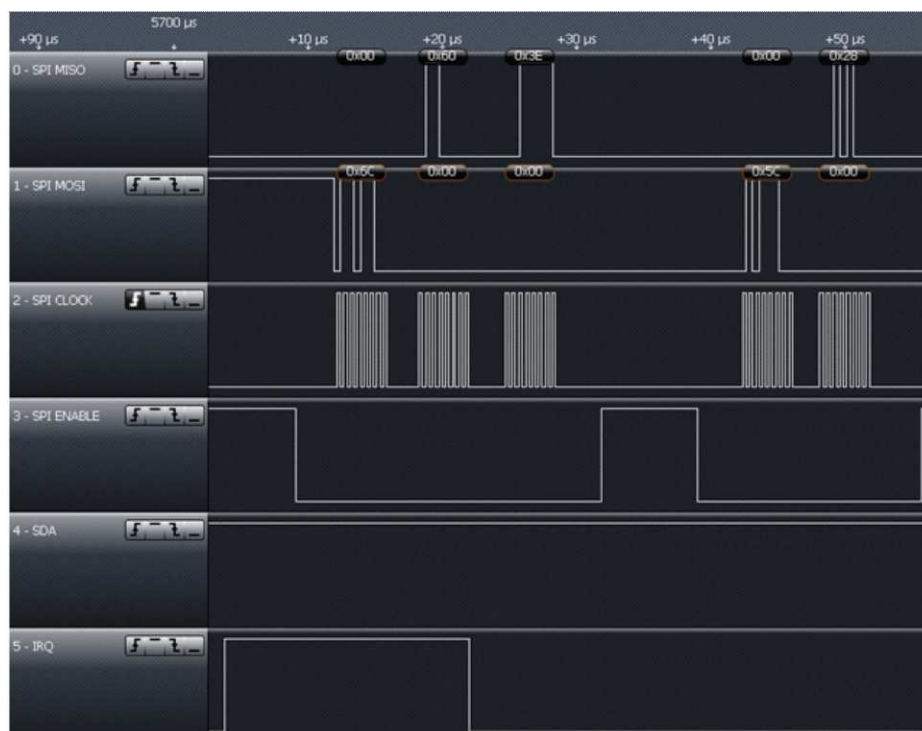 5700 µs
+90 µs +10 µs +20 µs +30 µs +40 µs +50 µs
0x00 0x60 0x3E 0x00 0x28
0 - SPI MISO
0x6C 0x00 0x00 0x5C 0x00
1 - SPI MOSI
2 - SPI CLOCK
3 - SPI ENABLE
4 - SDA
5 - IRQ